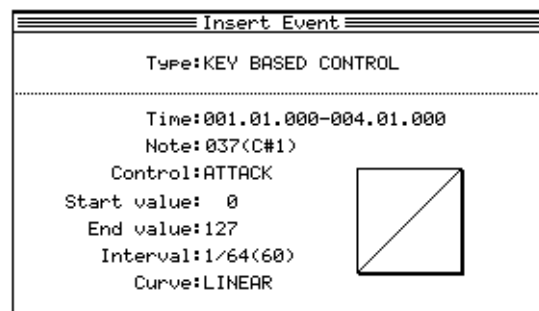 Insert Event
Type:KEY BASED CONTROL
Time:001.01.000-004.01.000
Note:037(C#1)
Control:ATTACK
Start value: 0
End value:127
Interval:1/64(60)
Curve:LINEAR